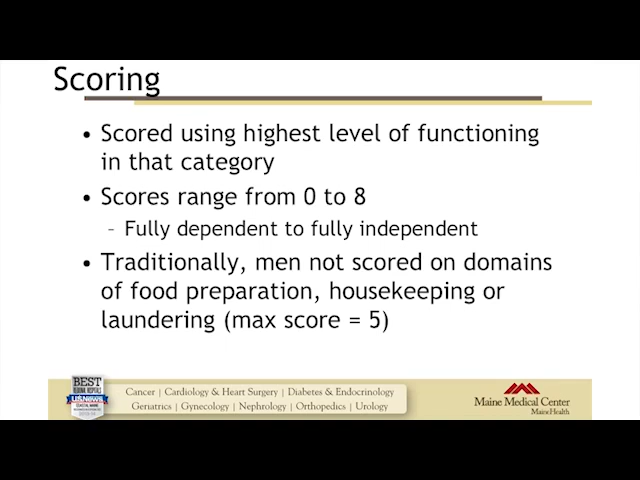 Scoring
• Scored using highest level of functioning
in that category
• Scores range from 0 to 8
– Fully dependent to fully independent
• Traditionally, men not scored on domains
of food preparation, housekeeping or
laundering (max score = 5)
BEST
REGIONAL HOSPITALS
U.S.News
Cancer | Cardiology & Heart Surgery | Diabetes & Endocrinology
Geriatrics | Gynecology | Nephrology | Orthopedics | Urology
Maine Medical Center
MaineHealth